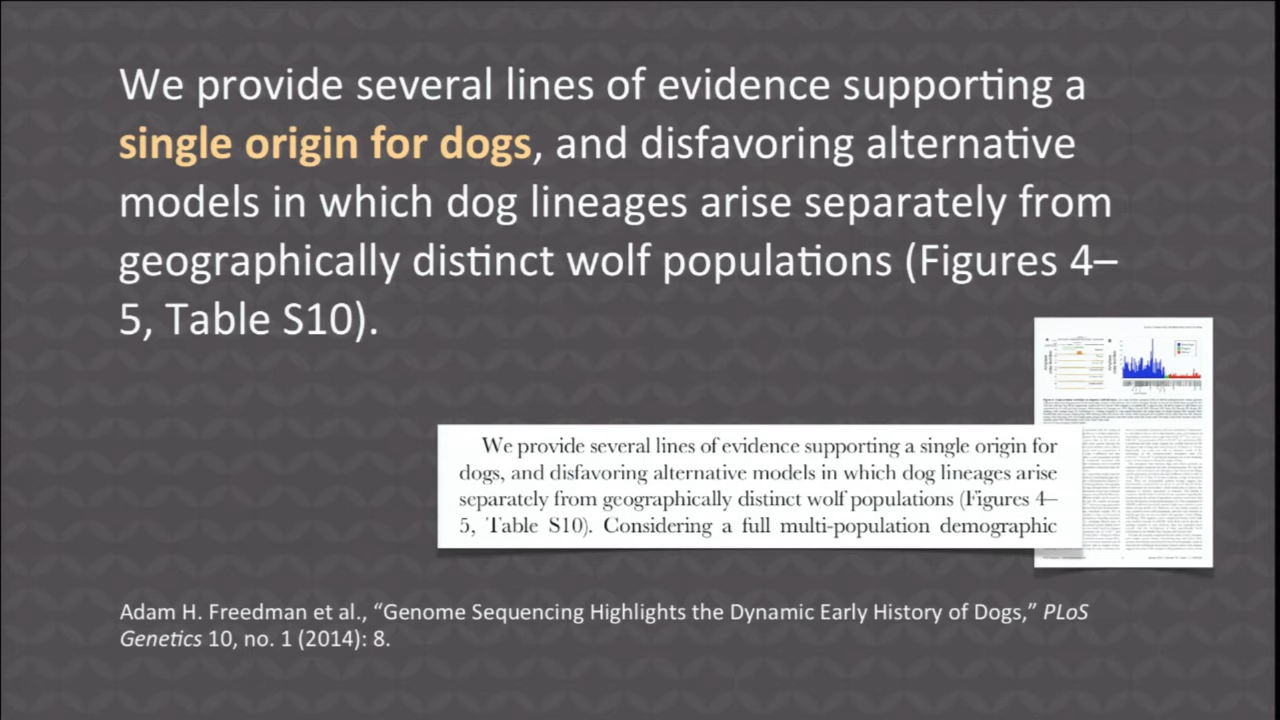 We provide several lines of evidence supporting a
single origin for dogs, and disfavoring alternative
models in which dog lineages arise separately from
geographically distinct wolf populations (Figures 4–
5, Table S10).
We provide several lines of evidence supporting a single origin for
dogs, and disfavoring alternative models in which dog lineages arise
separately from geographically distinct wolf populations (Figures 4–
5, Table S10). Considering a full multi-population demographic
Adam H. Freedman et al., “Genome Sequencing Highlights the Dynamic Early History of Dogs,” PLoS
Genetics 10, no. 1 (2014): 8.